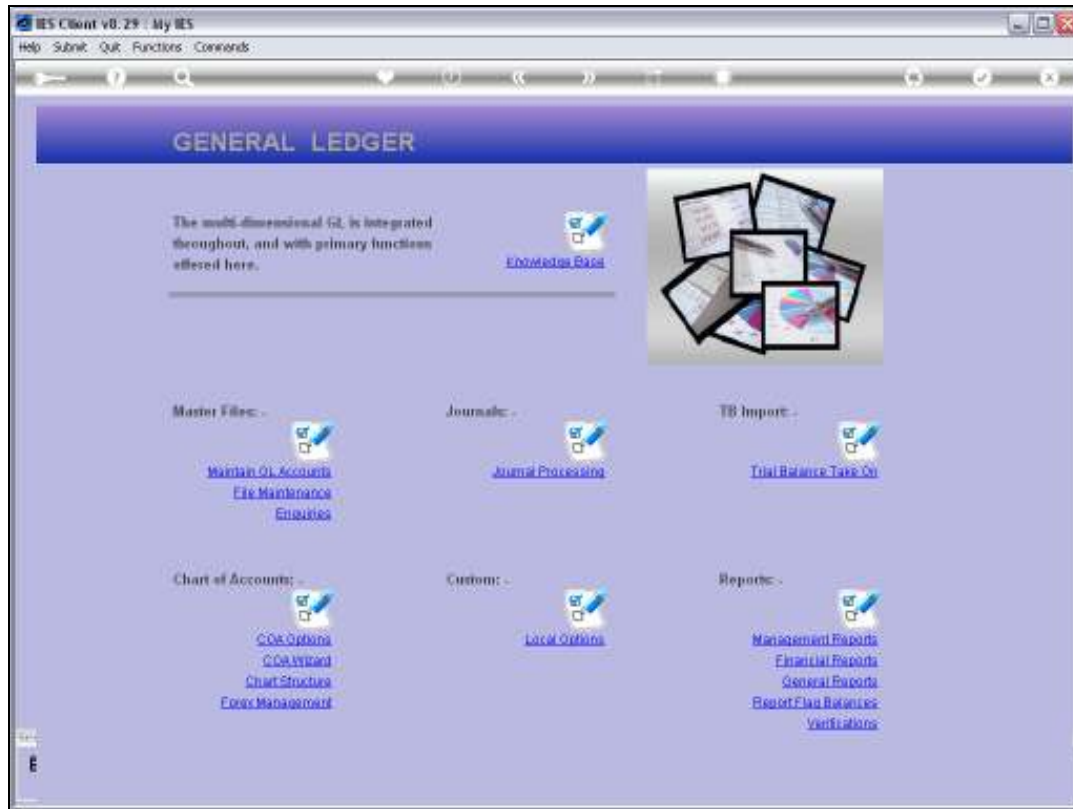 IES Client v8.29 : My IES
Help Submit Quit Functions Commands
GENERAL LEDGER
The multi-dimensional GL is integrated
throughout, and with primary functions
offered here.
Knowledge Base
Master Files: -
Maintain GL Accounts
File Maintenance
Enquiries
Journals: -
Journal Processing
TB Import: -
Trial Balance Take On
Chart of Accounts: -
COA Options
COA Wizard
Chart Structure
Forex Management
Custom: -
Local Options
Reports: -
Management Reports
Financial Reports
General Reports
Report Flag Balances
Verifications